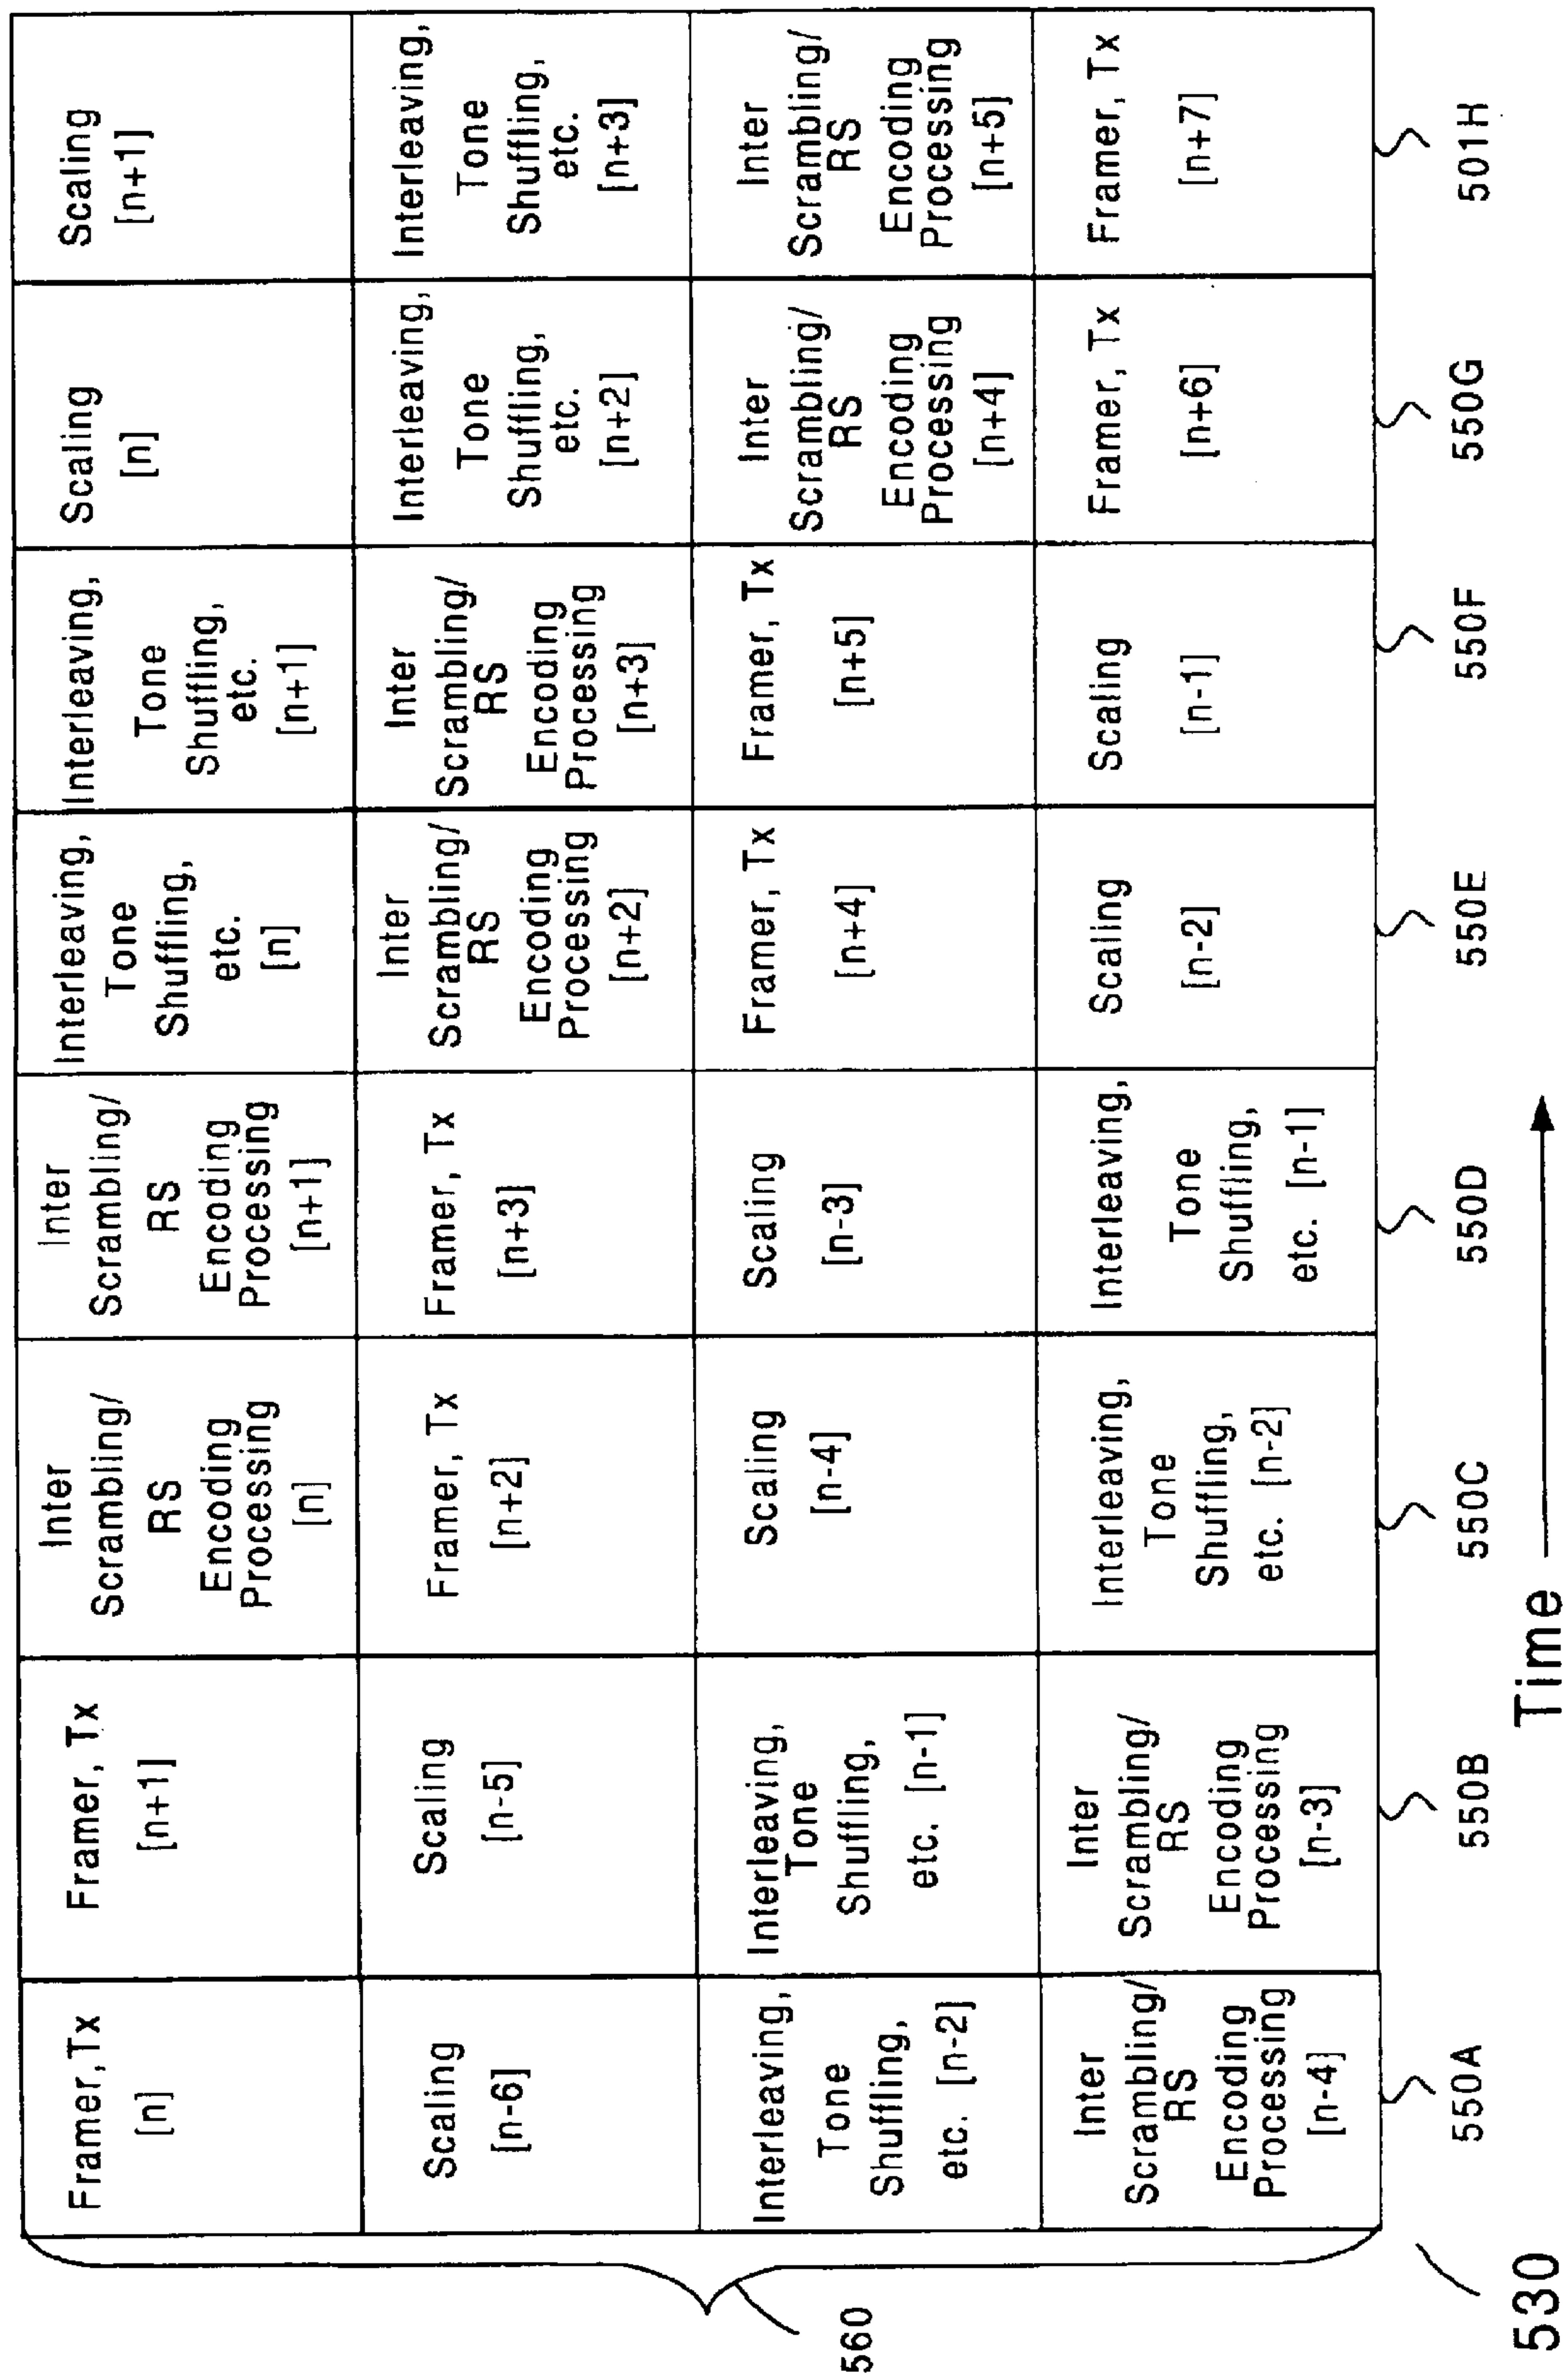 Framer,Tx
[n]
Framer, Tx
[n+1]
Inter
Scrambling/
RS
Encoding
Processing
[n]
Inter
Scrambling/
RS
Encoding
Processing
[n+1]
Interleaving,
Tone
Shuffling,
etc.
[n]
Interleaving,
Tone
Shuffling,
etc.
[n+1]
Scaling
[n]
Scaling
[n+1]
Scaling
[n-6]
Scaling
[n-5]
Framer, Tx
[n+2]
Framer, Tx
[n+3]
Inter
Scrambling/
RS
Encoding
Processing
[n+2]
Inter
Scrambling/
RS
Encoding
Processing
[n+3]
Interleaving,
Tone
Shuffling,
etc.
[n+2]
Interleaving,
Tone
Shuffling,
etc.
[n+3]
Interleaving,
Tone
Shuffling,
etc. [n-2]
Interleaving,
Tone
Shuffling,
etc. [n-1]
Scaling
[n-4]
Scaling
[n-3]
Framer, Tx
[n+4]
Framer, Tx
[n+5]
Inter
Scrambling/
RS
Encoding
Processing
[n+4]
Inter
Scrambling/
RS
Encoding
Processing
[n+5]
Inter
Scrambling/
RS
Encoding
Processing
[n-4]
Inter
Scrambling/
RS
Encoding
Processing
[n-3]
Interleaving,
Tone
Shuffling,
etc. [n-2]
Interleaving,
Tone
Shuffling,
etc. [n-1]
Scaling
[n-2]
Scaling
[n-1]
Framer, Tx
[n+6]
Framer, Tx
[n+7]
560
550A
550B
550C
550D
550E
550F
550G
501H
530
Time